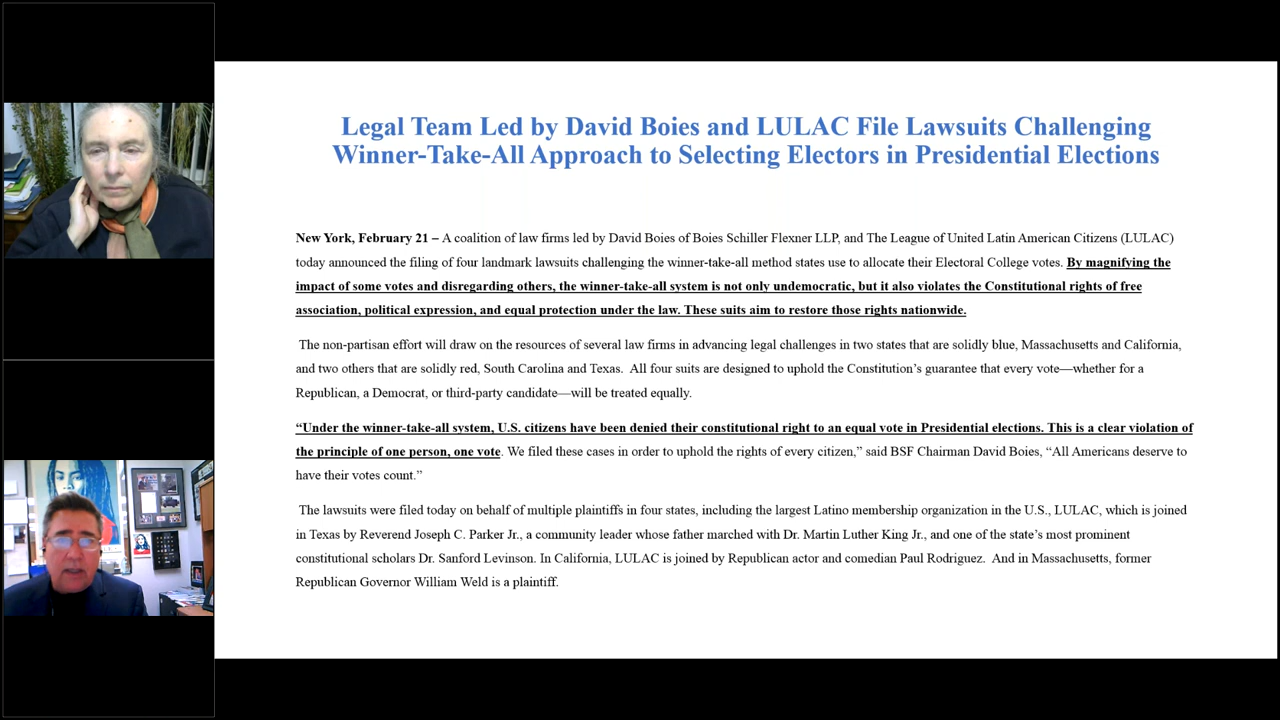 Legal Team Led by David Boies and LULAC File Lawsuits Challenging
Winner-Take-All Approach to Selecting Electors in Presidential Elections
New York, February 21 – A coalition of law firms led by David Boies of Boies Schiller Flexner LLP, and The League of United Latin American Citizens (LULAC)
today announced the filing of four landmark lawsuits challenging the winner-take-all method states use to allocate their Electoral College votes. By magnifying the
impact of some votes and disregarding others, the winner-take-all system is not only undemocratic, but it also violates the Constitutional rights of free
association, political expression, and equal protection under the law. These suits aim to restore those rights nationwide.
The non-partisan effort will draw on the resources of several law firms in advancing legal challenges in two states that are solidly blue, Massachusetts and California,
and two others that are solidly red, South Carolina and Texas. All four suits are designed to uphold the Constitution’s guarantee that every vote—whether for a
Republican, a Democrat, or third-party candidate—will be treated equally.
“Under the winner-take-all system, U.S. citizens have been denied their constitutional right to an equal vote in Presidential elections. This is a clear violation of
the principle of one person, one vote. We filed these cases in order to uphold the rights of every citizen,” said BSF Chairman David Boies, “All Americans deserve to
have their votes count.”
The lawsuits were filed today on behalf of multiple plaintiffs in four states, including the largest Latino membership organization in the U.S., LULAC, which is joined
in Texas by Reverend Joseph C. Parker Jr., a community leader whose father marched with Dr. Martin Luther King Jr., and one of the state’s most prominent
constitutional scholars Dr. Sanford Levinson. In California, LULAC is joined by Republican actor and comedian Paul Rodriguez. And in Massachusetts, former
Republican Governor William Weld is a plaintiff.